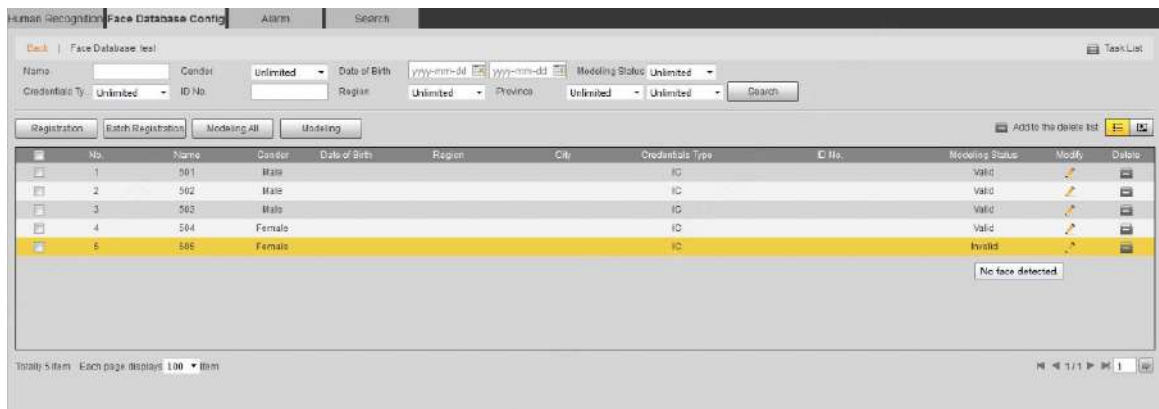 Human Recognition Face Database Config Alarm Search
Back | Face Database: test Task List
Name Gender Unlimited Date of Birth yyyy-mm-dd yyyy-mm-dd Modeling Status Unlimited
Credentials Ty. Unlimited ID No. Region Unlimited Province Unlimited Unlimited Search
Registration Batch Registration Modeling All Modeling Add to the delete list
No. Name Gender Date of Birth Region City Credentials Type ID No. Modeling Status Modify Delete
1 501 Male IC Valid
2 502 Male IC Valid
3 503 Male IC Valid
4 504 Female IC Valid
5 505 Female IC Invalid
No face detected.
Totally 5 item Each page displays 100 item 1/1 1